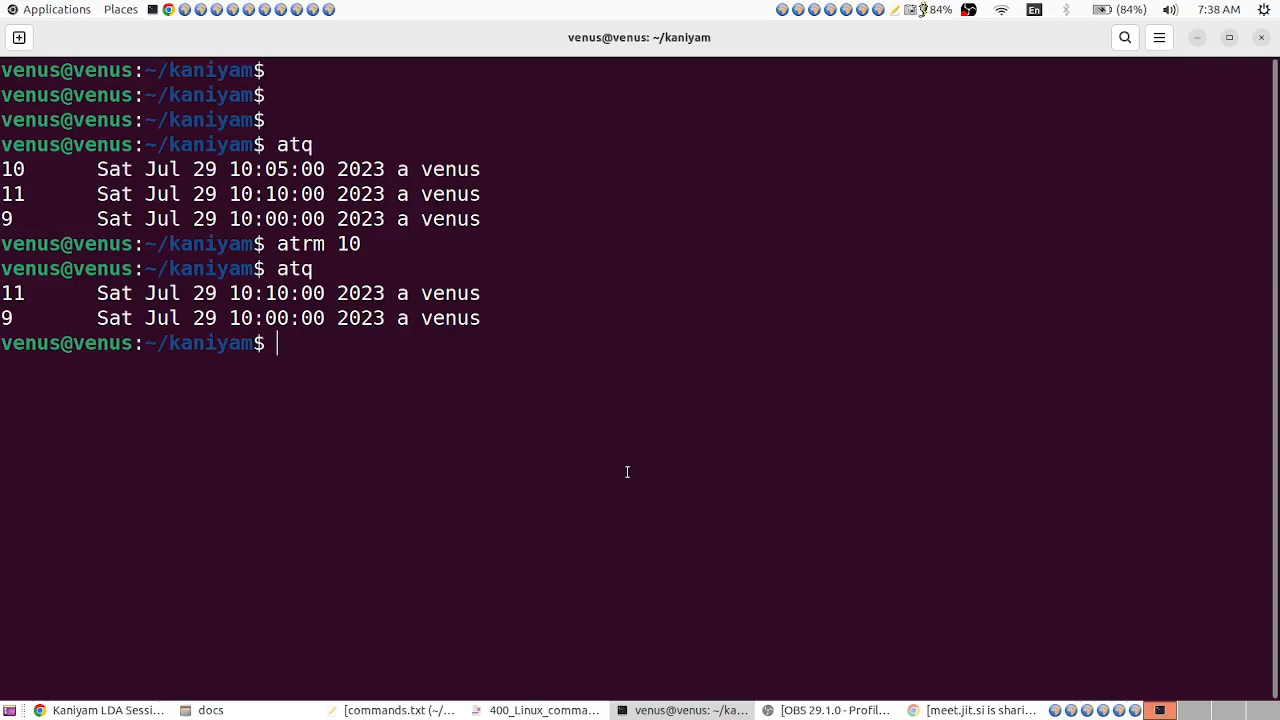 Applications Places 84% En (84%) 7:38 AM
venus@venus: ~/kaniyam
venus@venus:~/kaniyam$
venus@venus:~/kaniyam$
venus@venus:~/kaniyam$
venus@venus:~/kaniyam$ atq
10 Sat Jul 29 10:05:00 2023 a venus
11 Sat Jul 29 10:10:00 2023 a venus
9 Sat Jul 29 10:00:00 2023 a venus
venus@venus:~/kaniyam$ atrm 10
venus@venus:~/kaniyam$ atq
11 Sat Jul 29 10:10:00 2023 a venus
9 Sat Jul 29 10:00:00 2023 a venus
venus@venus:~/kaniyam$
Kaniyam LDA Sessi... docs [commands.txt (~/... 400_Linux_comma... venus@venus: ~/ka... [OBS 29.1.0 - Profil... [meet.jit.si is shari...